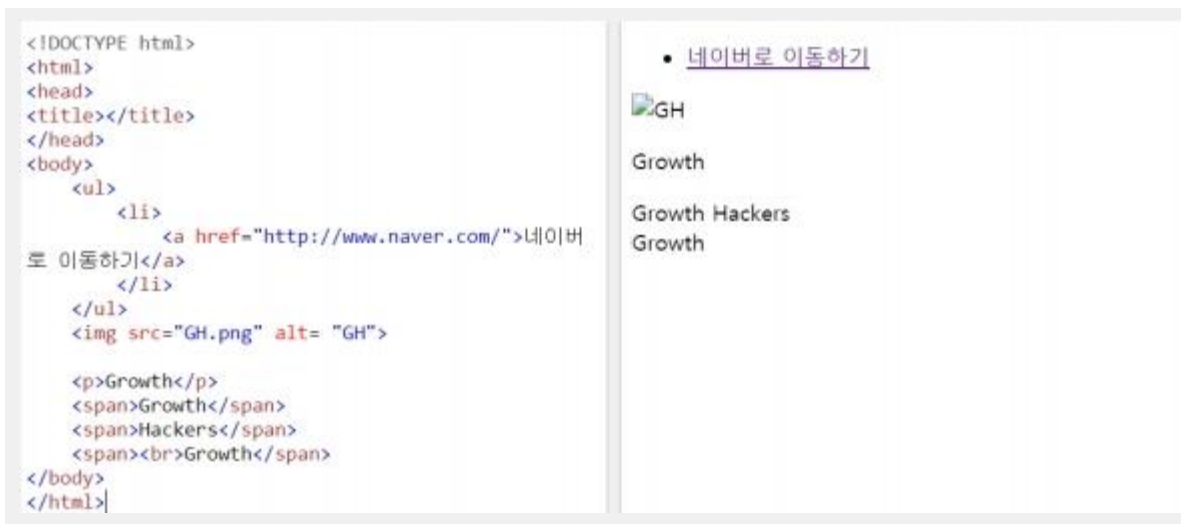 <!DOCTYPE html>
<html>
<head>
<title></title>
</head>
<body>
    <ul>
        <li>
            <a href="http://www.naver.com/">네이버
로 이동하기</a>
        </li>
    </ul>
    <img src="GH.png" alt= "GH">

    <p>Growth</p>
    <span>Growth</span>
    <span>Hackers</span>
    <span><br>Growth</span>
</body>
</html>
• 네이버로 이동하기
GH
Growth
Growth Hackers
Growth